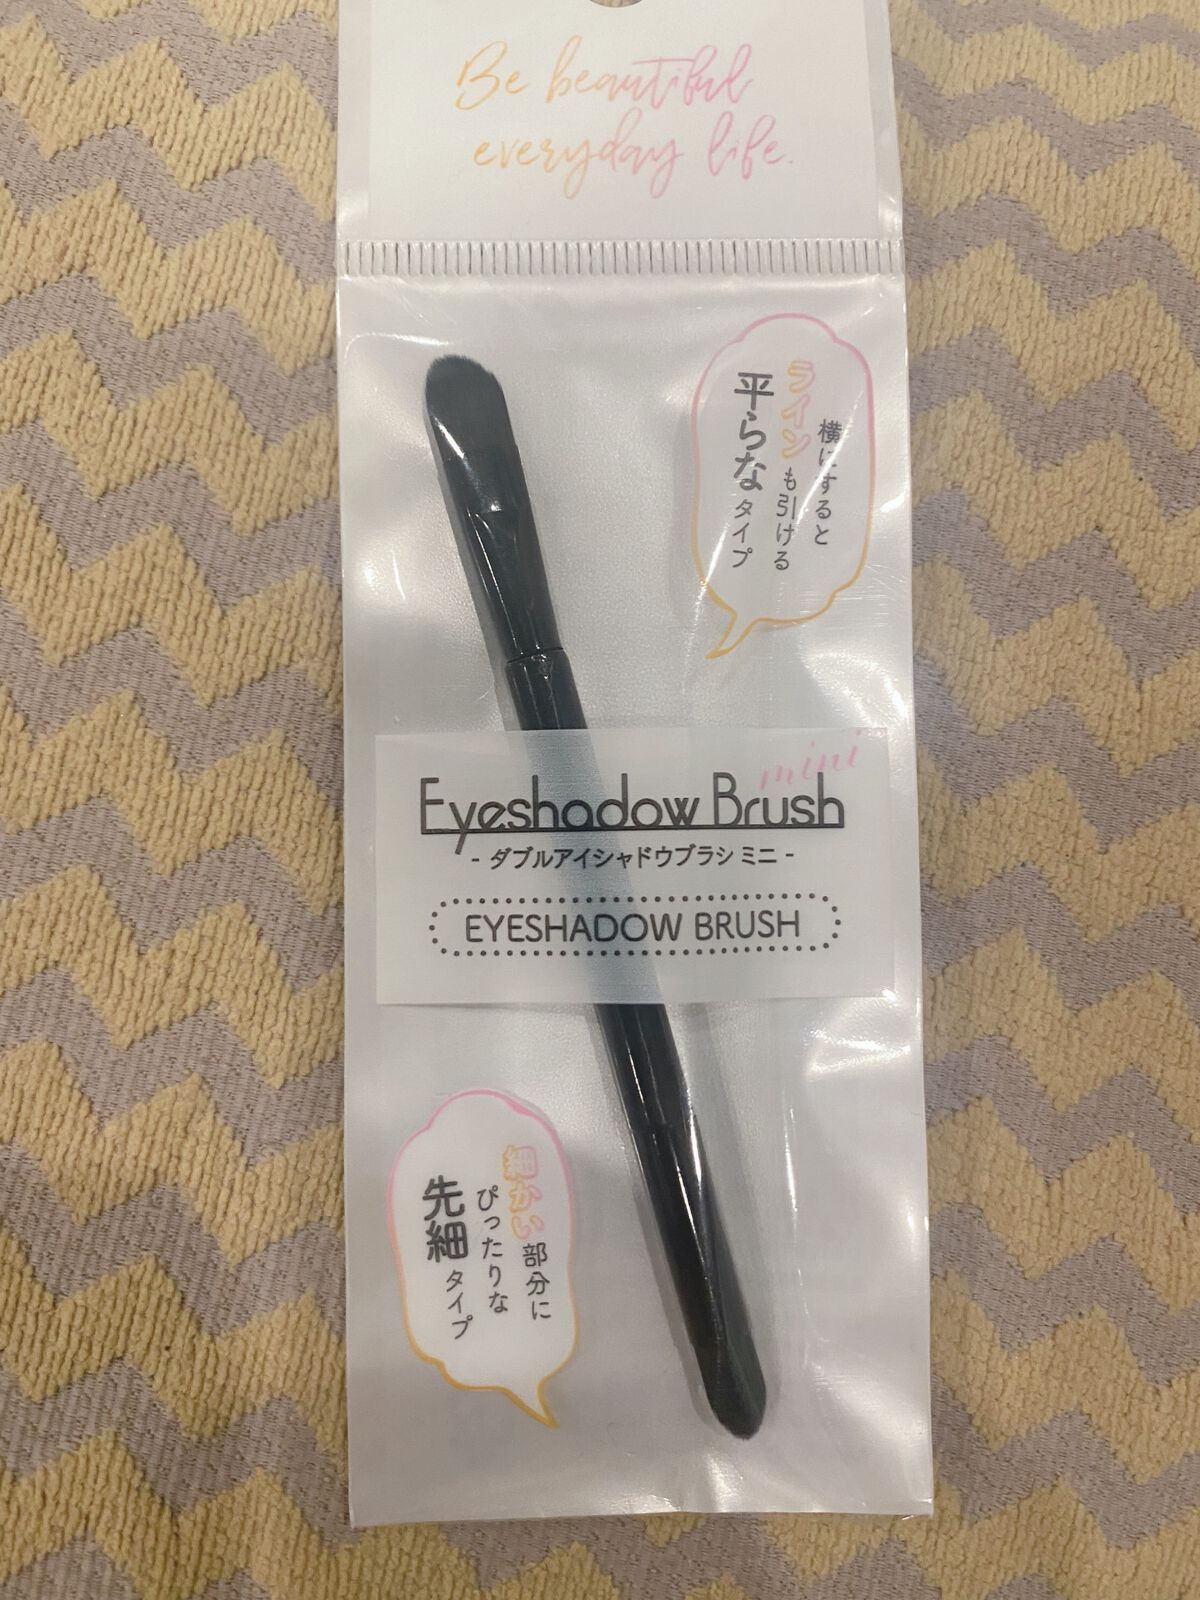 Be beautiful
everyday life.
横にすると
ラインも引ける
平らなタイプ
mini
Eyeshadow Brush
- ダブルアイシャドウブラシ ミニ -
EYESHADOW BRUSH
細かい部分に
ぴったりな
先細タイプ